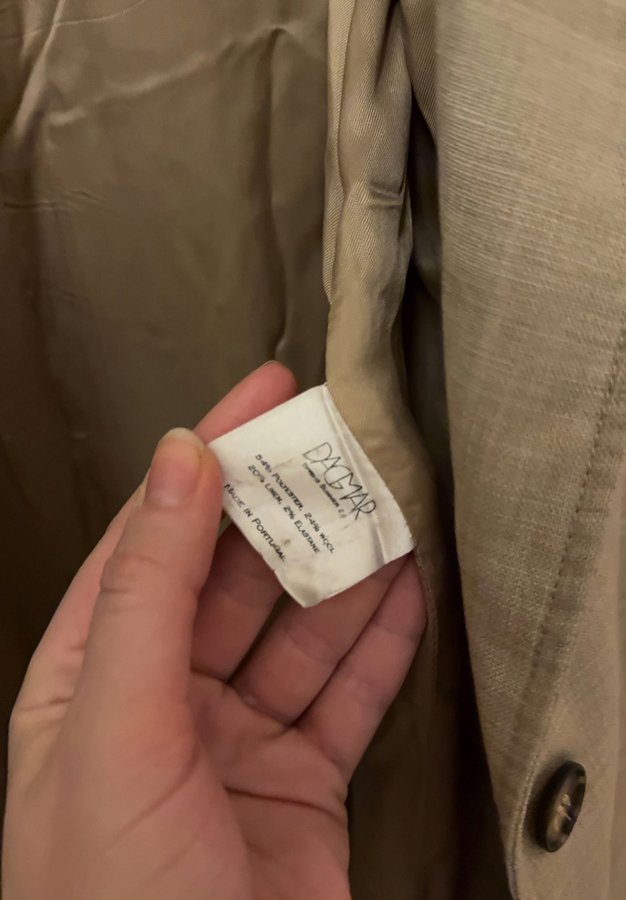 DAGMAR
54% POLYESTER, 24% WOOL
20% LINEN, 2% ELASTANE
MADE IN PORTUGAL